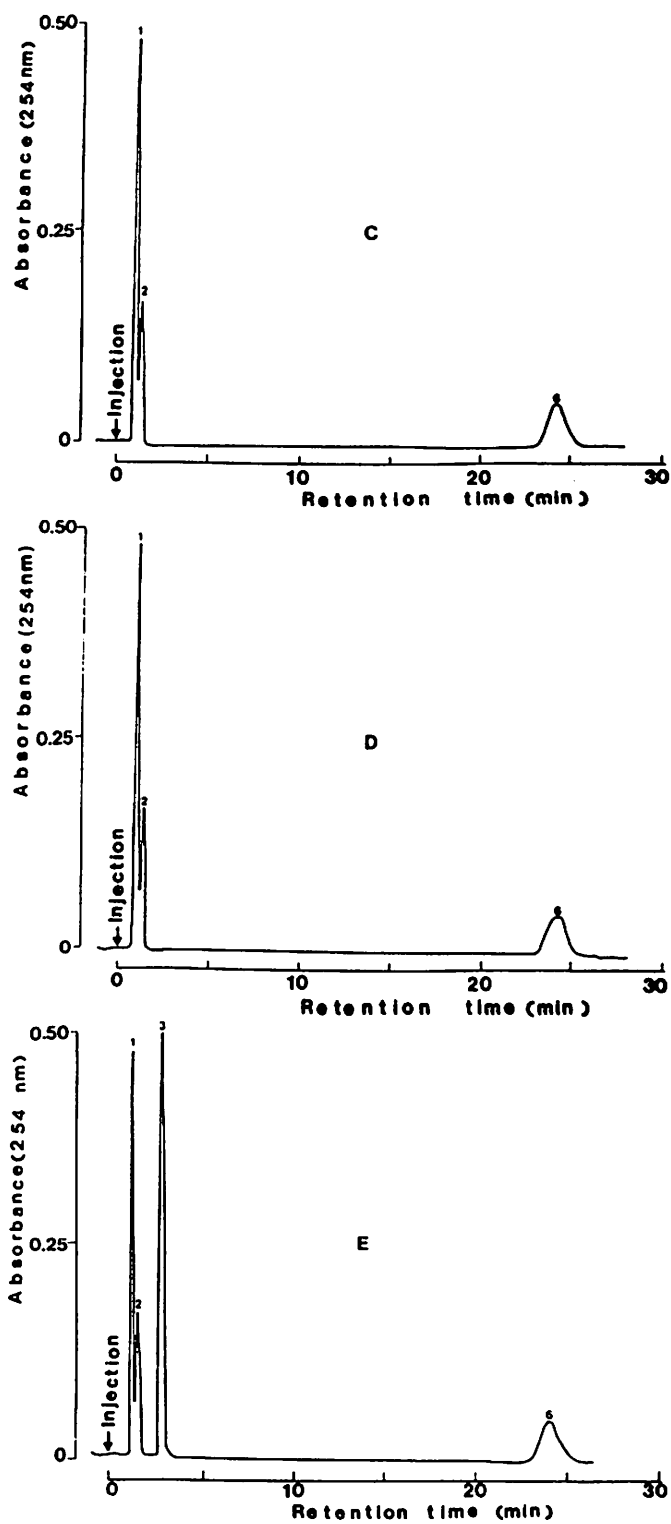 0.50
1
Absorbance(254nm)
C
0.25
2
Injection
6
0
0 10 20 30
Retention time(min)
0.50
1
Absorbance(254nm)
D
0.25
2
Injection
6
0
0 10 20 30
Retention time(min)
0.50
1 3
Absorbance(254 nm)
E
0.25
2
Injection
6
0
0 10 20 30
Retention time (min)